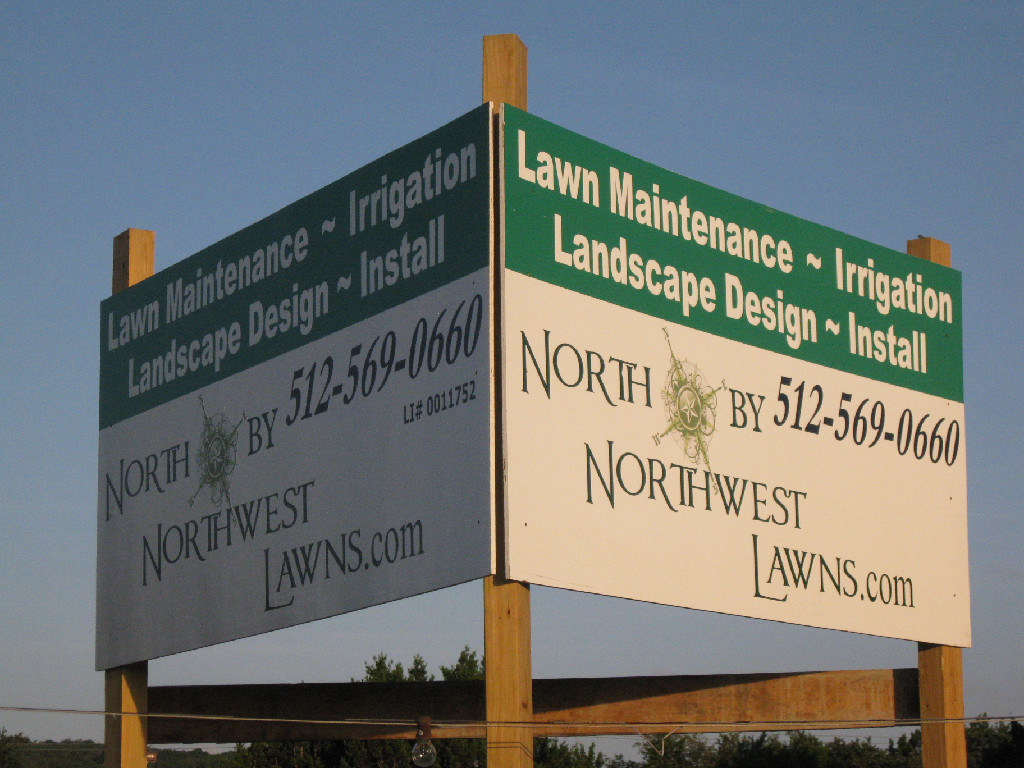 Lawn Maintenance ~ Irrigation
Landscape Design ~ Install
512-569-0660
LI# 0011752
NORTH BY
NORTHWEST
LAWNS.com
Lawn Maintenance ~ Irrigation
Landscape Design ~ Install
NORTH BY 512-569-0660
NORTHWEST
LAWNS.com